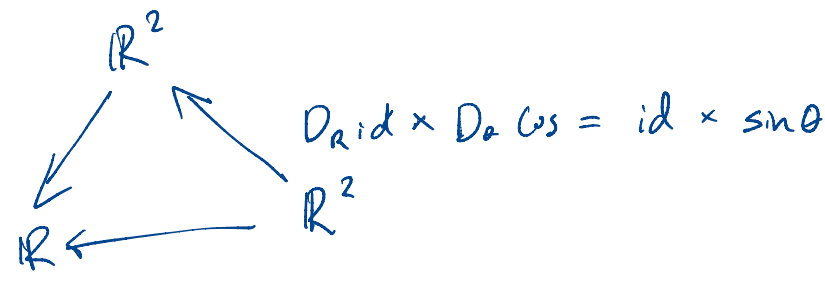 ℝ²
D_R id × D_θ Cos = id × sin θ
ℝ²
ℝ